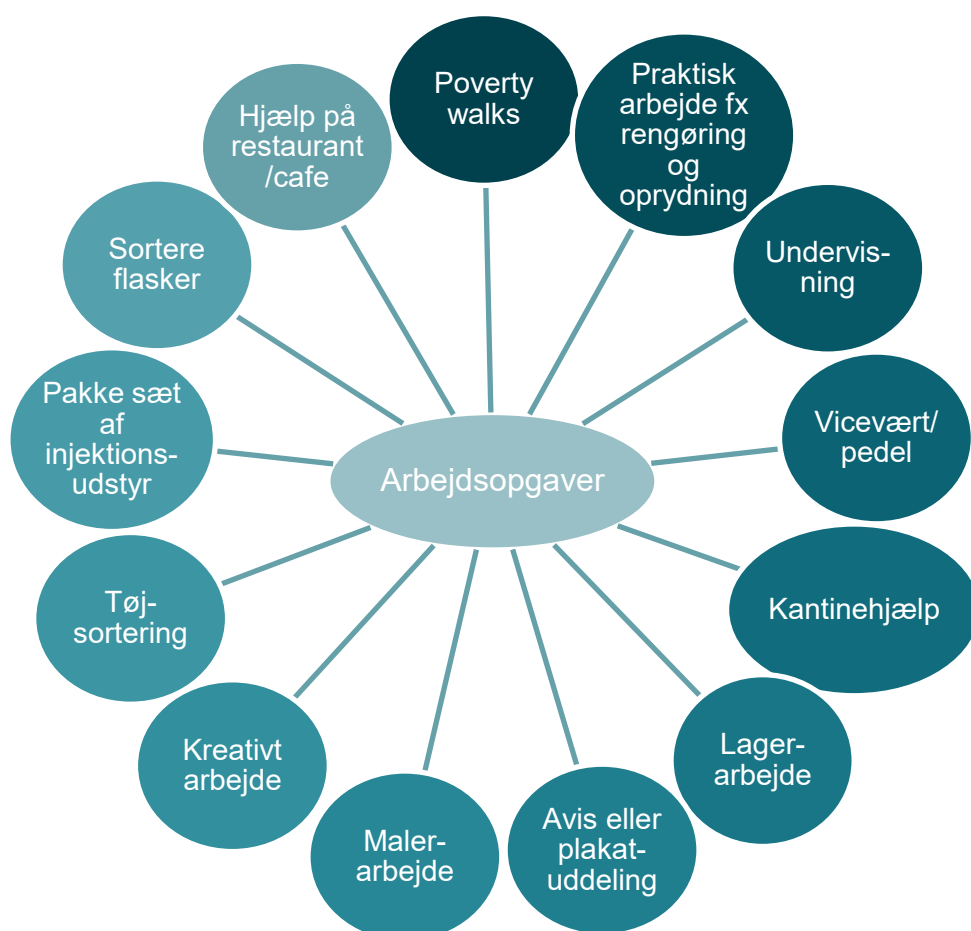 Poverty
walks
Praktisk
arbejde fx
rengøring
og
oprydning
Undervis-
ning
Vicevært/
pedel
Kantinehjælp
Lager-
arbejde
Avis eller
plakat-
uddeling
Maler-
arbejde
Kreativt
arbejde
Tøj-
sortering
Pakke sæt
af
injektions-
udstyr
Sortere
flasker
Hjælp på
restaurant
/cafe
Arbejdsopgaver